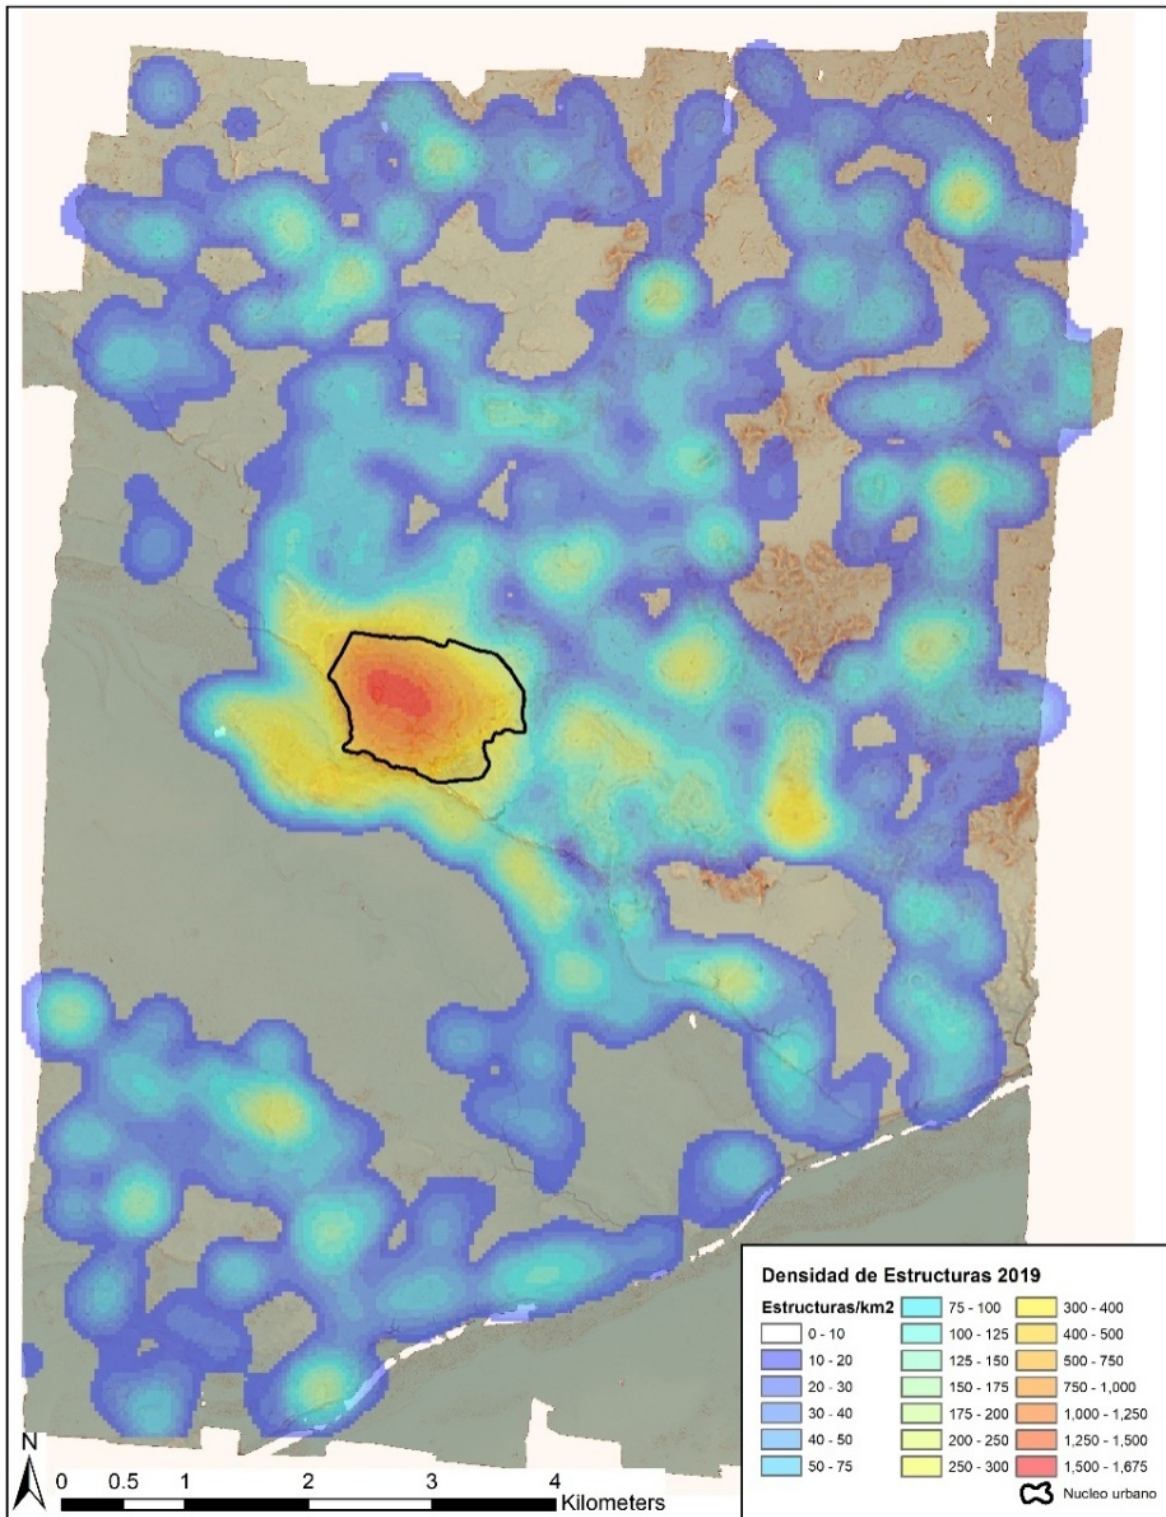 N
0 0.5 1 2 3 4
Kilometers
Densidad de Estructuras 2019
Estructuras/km2
0 - 10
10 - 20
20 - 30
30 - 40
40 - 50
50 - 75
75 - 100
100 - 125
125 - 150
150 - 175
175 - 200
200 - 250
250 - 300
300 - 400
400 - 500
500 - 750
750 - 1,000
1,000 - 1,250
1,250 - 1,500
1,500 - 1,675
Nucleo urbano